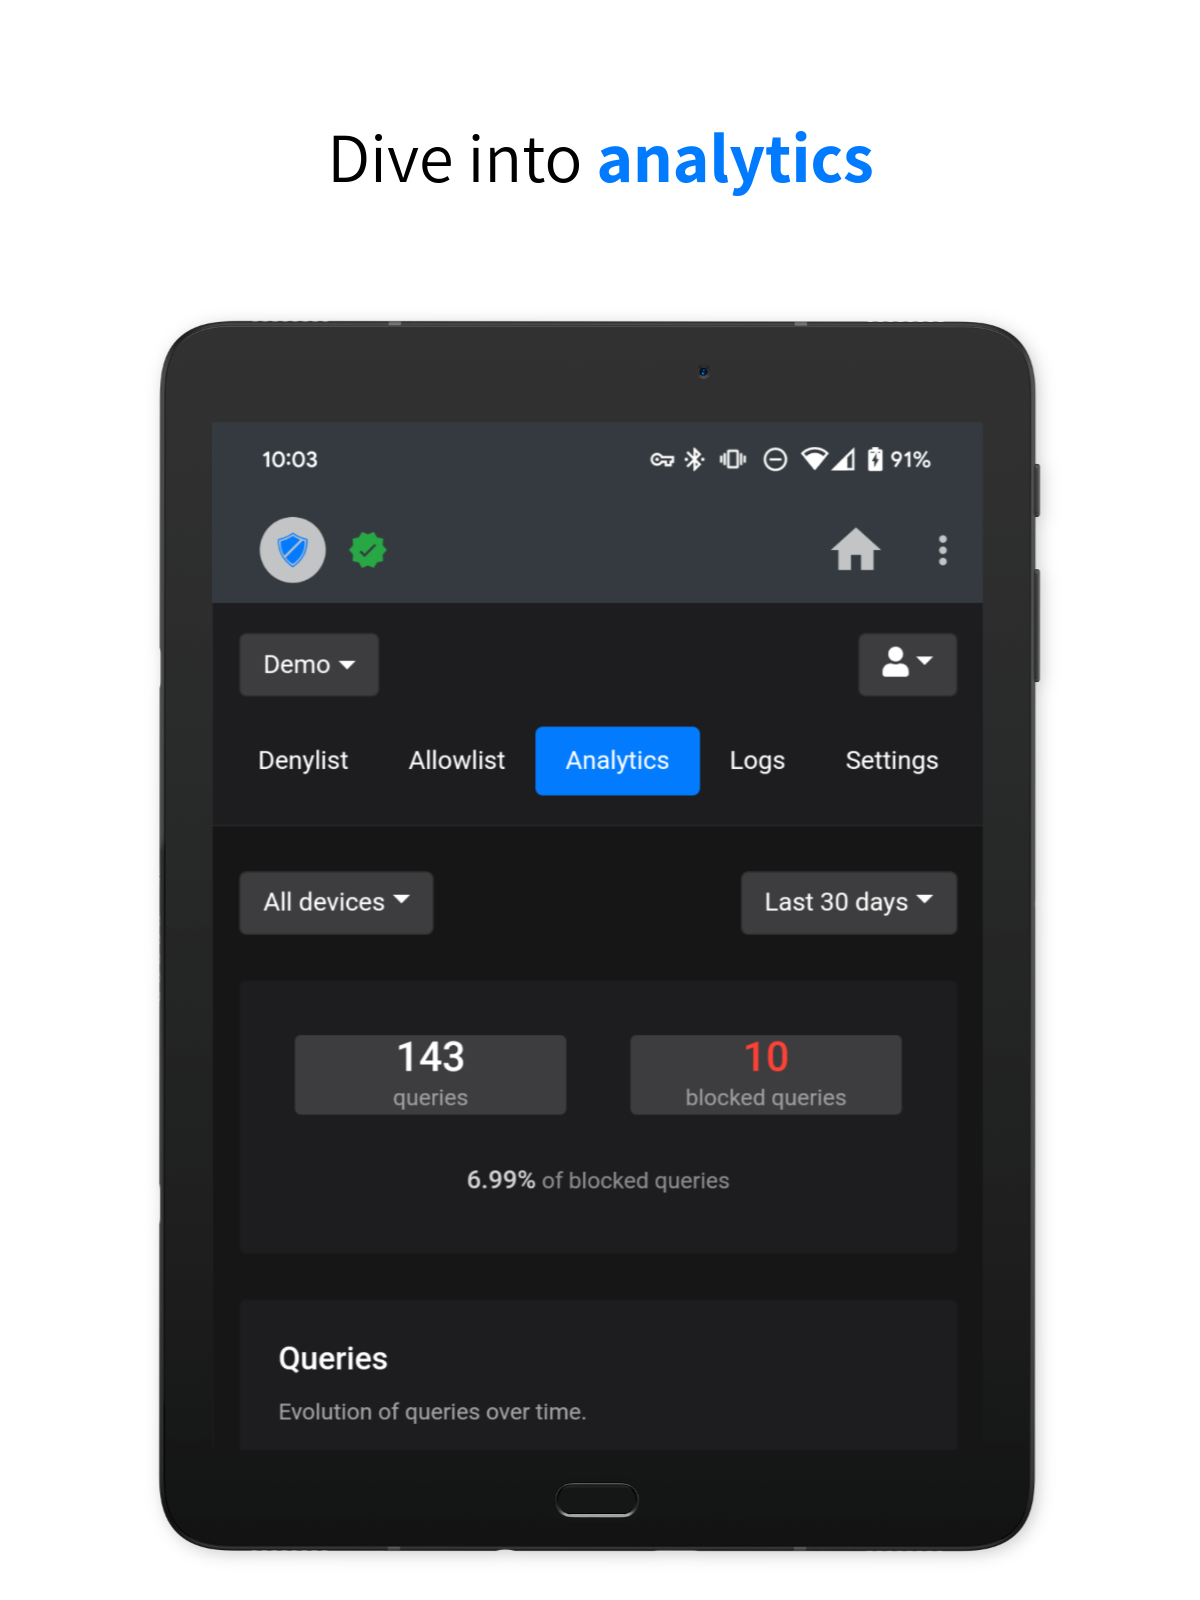 Dive into analytics
10:03 91%
Demo
Denylist Allowlist Analytics Logs Settings
All devices Last 30 days
143 10
queries blocked queries
6.99% of blocked queries
Queries
Evolution of queries over time.